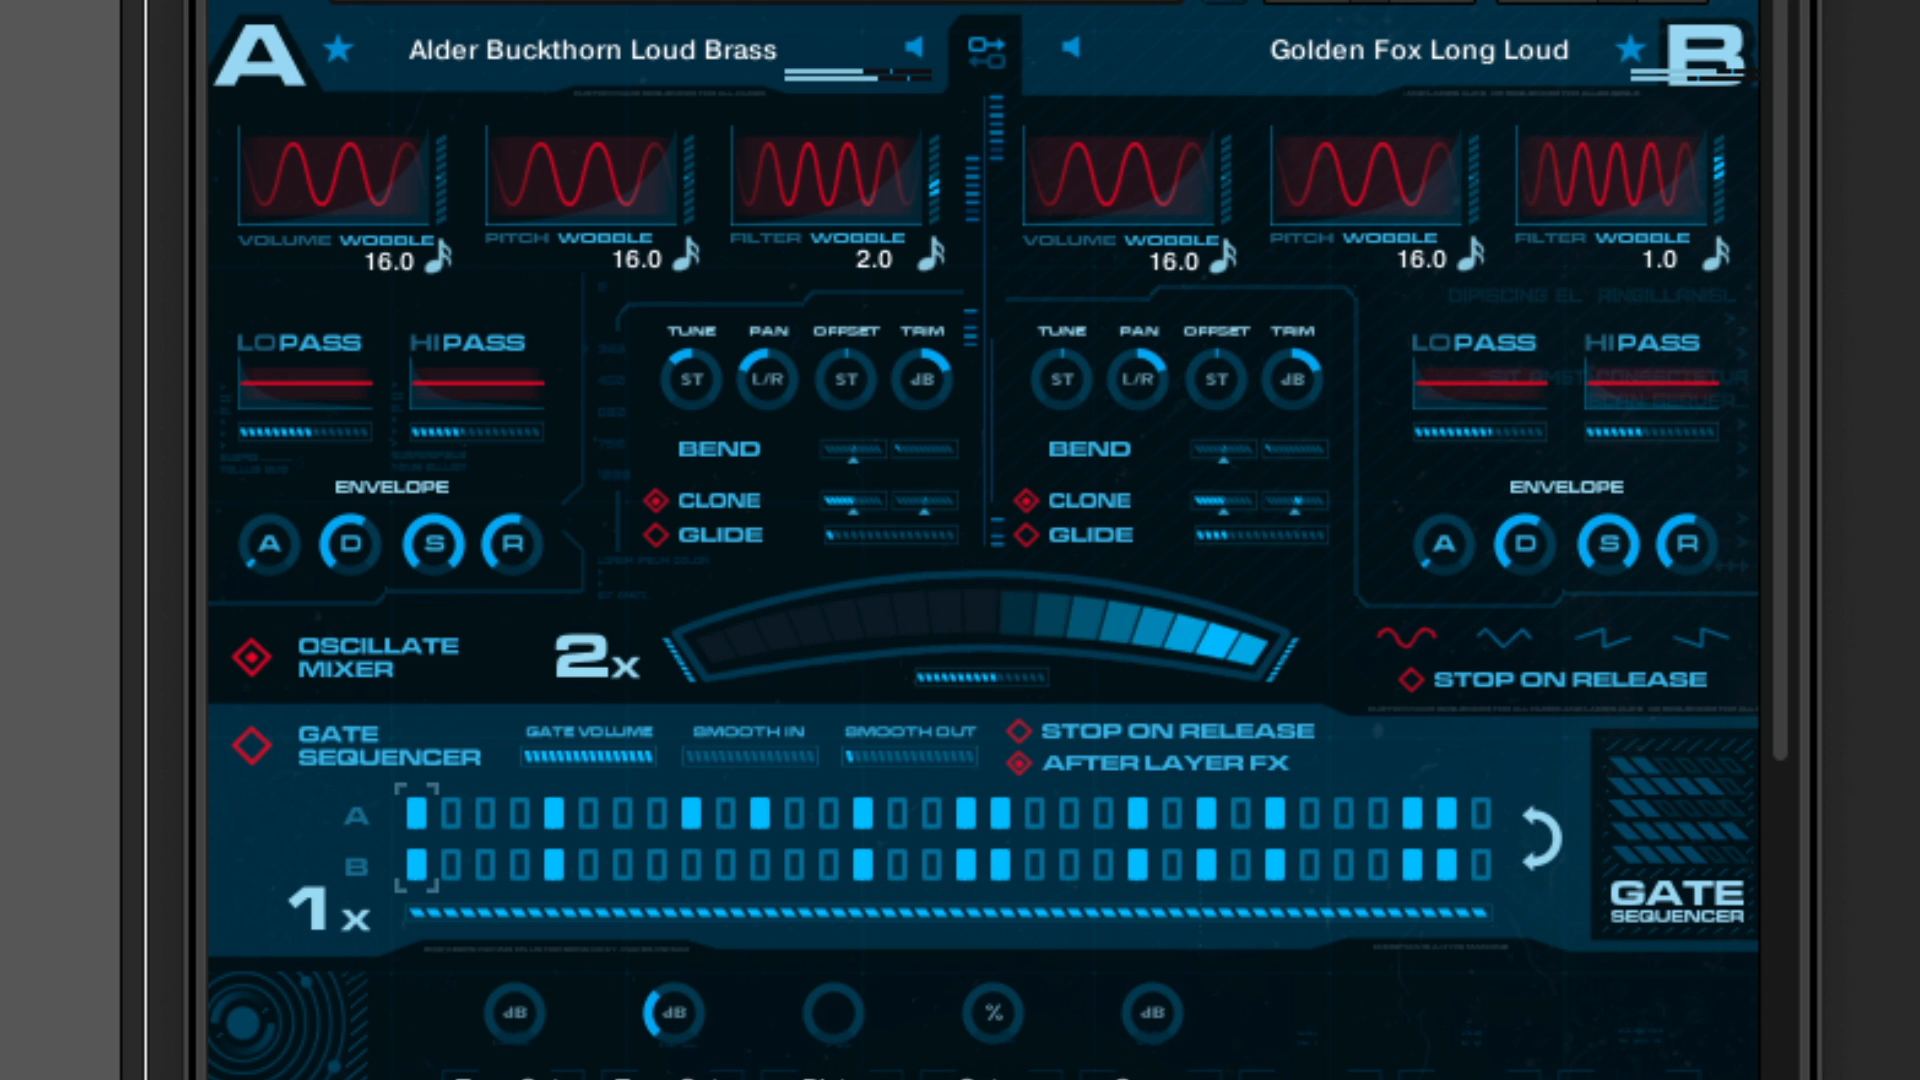 A
Alder Buckthorn Loud Brass
Golden Fox Long Loud
B
VOLUME WOBBLE
16.0
PITCH WOBBLE
16.0
FILTER WOBBLE
2.0
VOLUME WOBBLE
16.0
PITCH WOBBLE
16.0
FILTER WOBBLE
1.0
LOPASS
HIPASS
TUNE
PAN
OFFSET
TRIM
ST
L/R
ST
dB
BEND
CLONE
GLIDE
ENVELOPE
A
D
S
R
TUNE
PAN
OFFSET
TRIM
ST
L/R
ST
dB
BEND
CLONE
GLIDE
LOPASS
HIPASS
ENVELOPE
A
D
S
R
OSCILLATE
MIXER
2x
STOP ON RELEASE
GATE
SEQUENCER
GATE VOLUME
SMOOTH IN
SMOOTH OUT
STOP ON RELEASE
AFTER LAYER FX
A
B
1x
GATE
SEQUENCER
dB
dB
%
dB